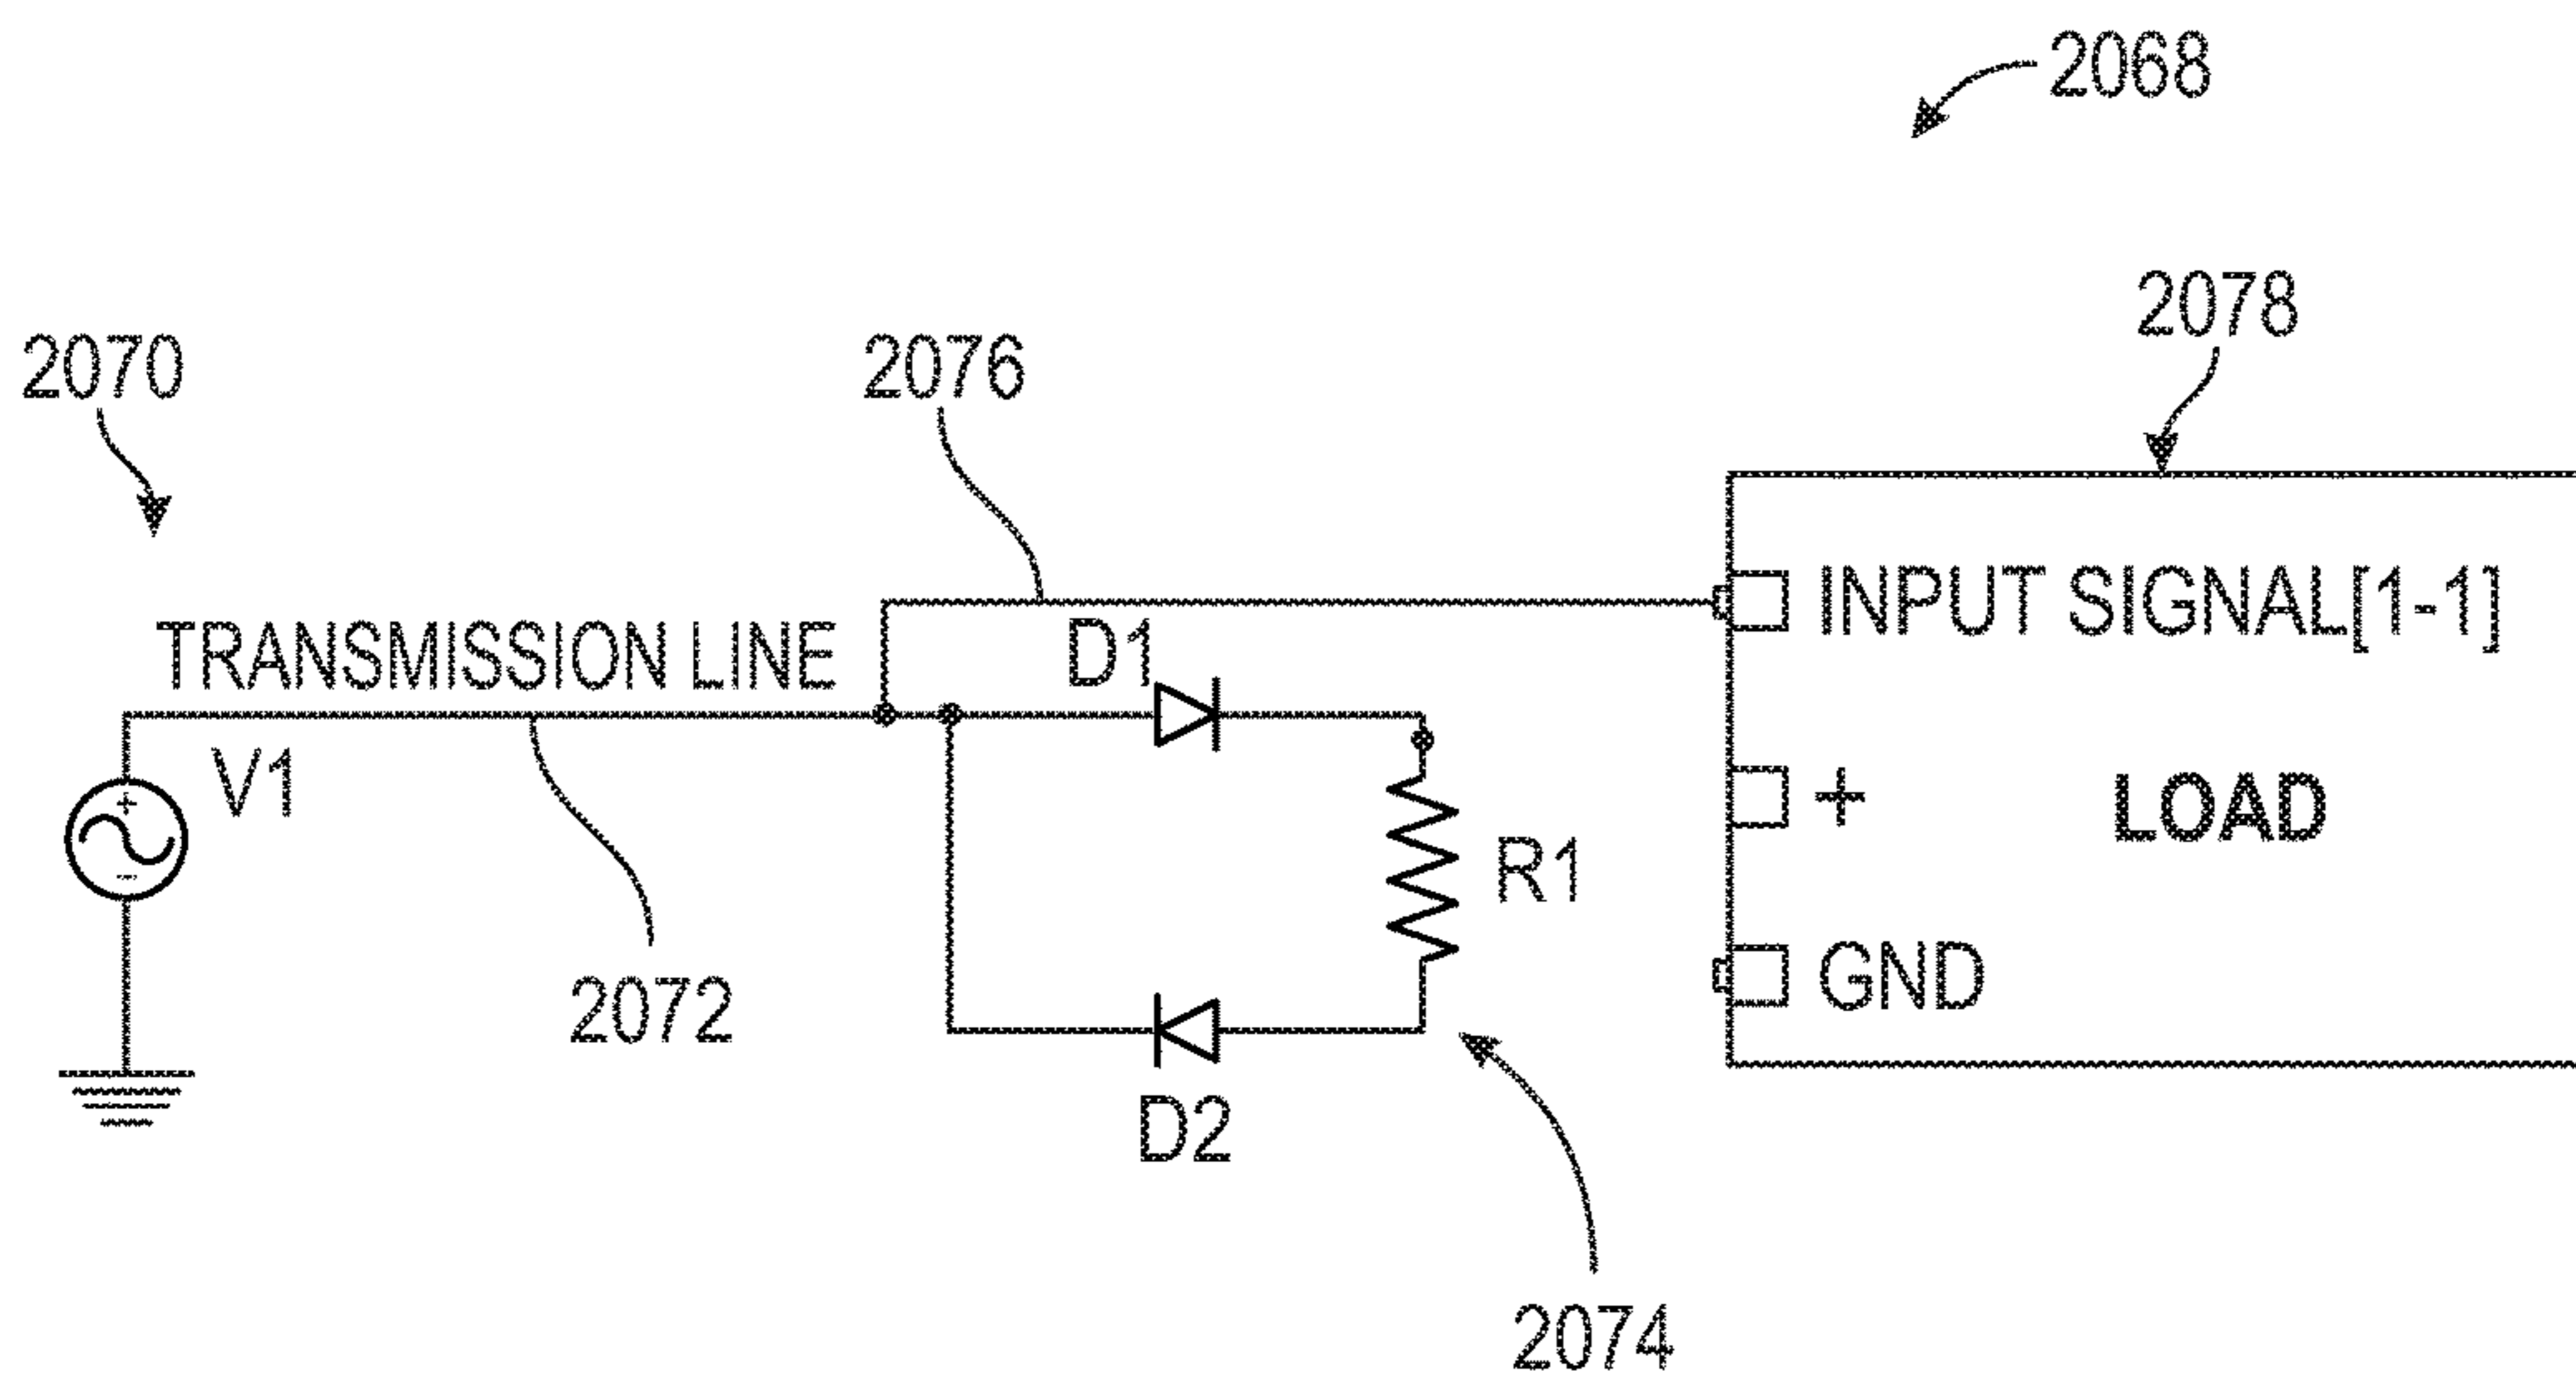 2068
2078
2070
2076
INPUT SIGNAL[1-1]
TRANSMISSION LINE
D1
V1
+
LOAD
+
-
R1
GND
2072
D2
2074